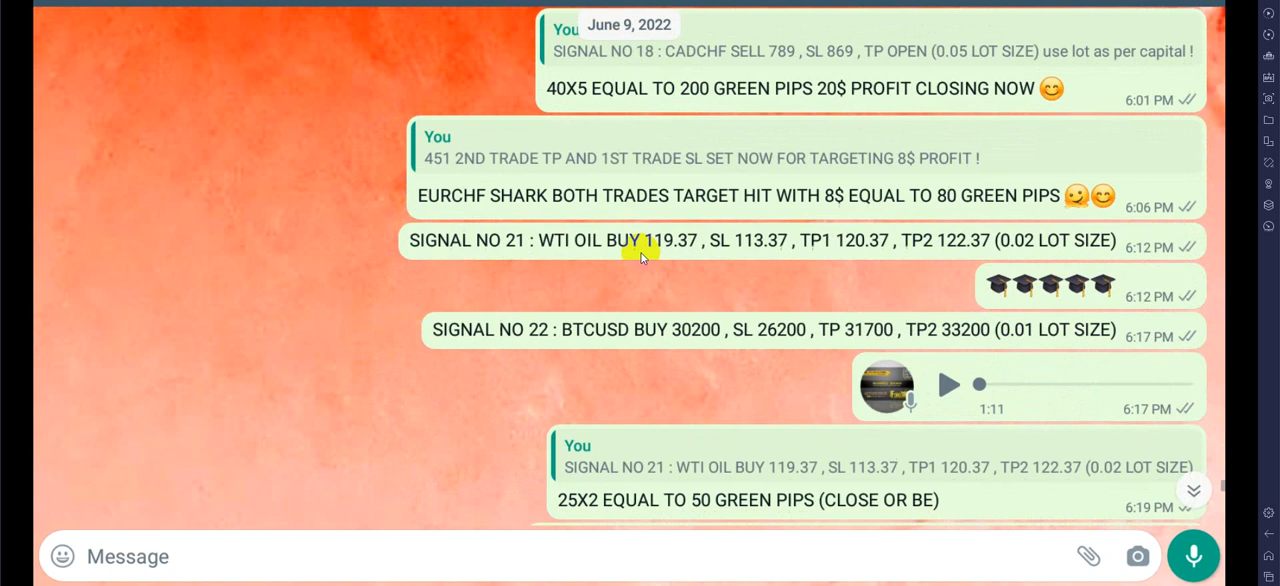 June 9, 2022
You
SIGNAL NO 18 : CADCHF SELL 789 , SL 869 , TP OPEN (0.05 LOT SIZE) use lot as per capital !
40X5 EQUAL TO 200 GREEN PIPS 20$ PROFIT CLOSING NOW 😊
6:01 PM
You
451 2ND TRADE TP AND 1ST TRADE SL SET NOW FOR TARGETING 8$ PROFIT !
EURCHF SHARK BOTH TRADES TARGET HIT WITH 8$ EQUAL TO 80 GREEN PIPS 🫠😊
6:06 PM
SIGNAL NO 21 : WTI OIL BUY 119.37 , SL 113.37 , TP1 120.37 , TP2 122.37 (0.02 LOT SIZE)
6:12 PM
🎓🎓🎓🎓🎓
6:12 PM
SIGNAL NO 22 : BTCUSD BUY 30200 , SL 26200 , TP 31700 , TP2 33200 (0.01 LOT SIZE)
6:17 PM
1:11
6:17 PM
You
SIGNAL NO 21 : WTI OIL BUY 119.37 , SL 113.37 , TP1 120.37 , TP2 122.37 (0.02 LOT SIZE)
25X2 EQUAL TO 50 GREEN PIPS (CLOSE OR BE)
6:19 PM
Message